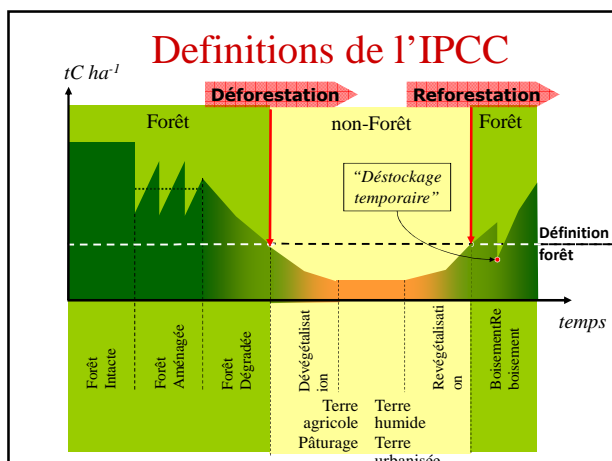 Definitions de l’IPCC
tC ha-1
Déforestation
Reforestation
Forêt
non-Forêt
Forêt
“Déstockage
temporaire”
Définition
forêt
temps
Forêt
Intacte
Forêt
Aménagée
Forêt
Dégradée
Dévégétalisat
ion
Revégétalisati
on
BoisementRe
boisement
Terre
agricole
Pâturage
Terre
humide
Terre
urbanisée